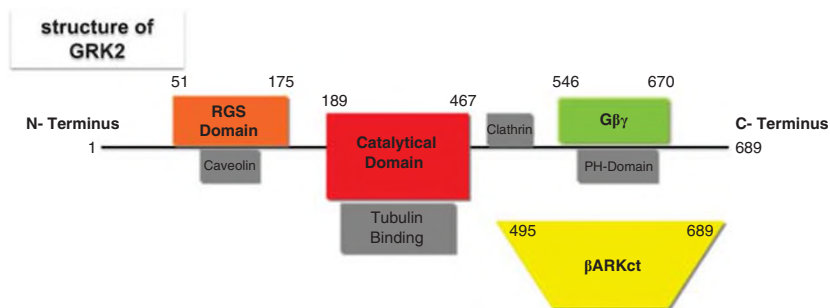 structure of
GRK2
51 175
189 467
546 670
N- Terminus
1
RGS
Domain
Caveolin
Catalytical
Domain
Tubulin
Binding
Clathrin
Gβγ
PH-Domain
C- Terminus
689
495 689
βARKct